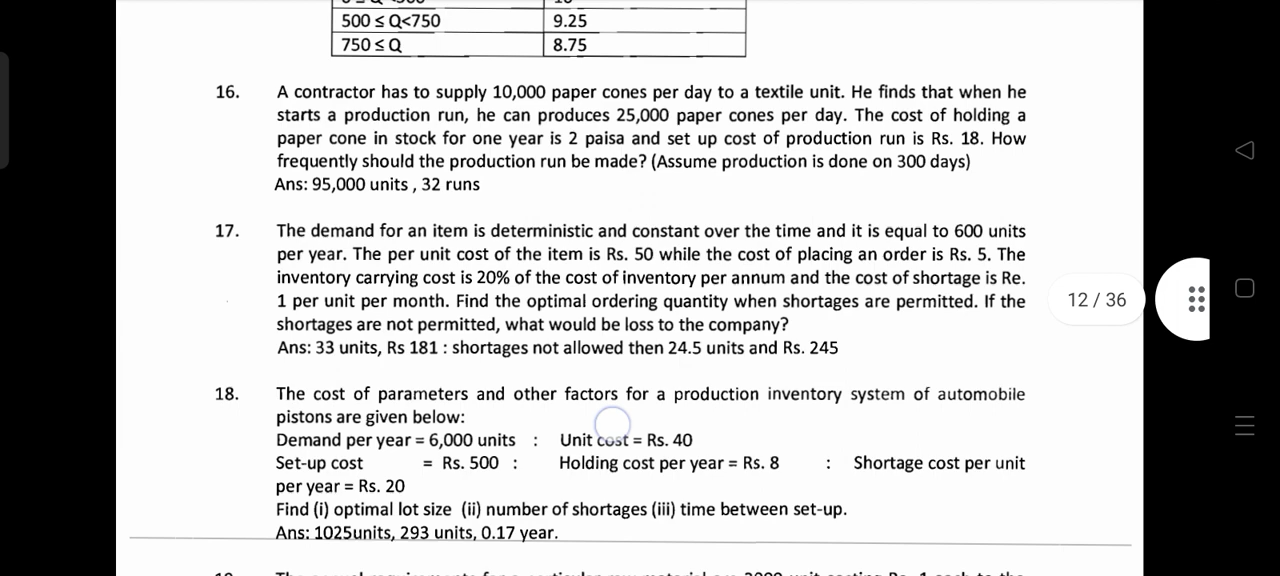 500 ≤ Q<750 9.25
750 ≤ Q 8.75
16. A contractor has to supply 10,000 paper cones per day to a textile unit. He finds that when he
starts a production run, he can produces 25,000 paper cones per day. The cost of holding a
paper cone in stock for one year is 2 paisa and set up cost of production run is Rs. 18. How
frequently should the production run be made? (Assume production is done on 300 days)
Ans: 95,000 units , 32 runs
17. The demand for an item is deterministic and constant over the time and it is equal to 600 units
per year. The per unit cost of the item is Rs. 50 while the cost of placing an order is Rs. 5. The
inventory carrying cost is 20% of the cost of inventory per annum and the cost of shortage is Re.
1 per unit per month. Find the optimal ordering quantity when shortages are permitted. If the
shortages are not permitted, what would be loss to the company?
Ans: 33 units, Rs 181 : shortages not allowed then 24.5 units and Rs. 245
12 / 36
18. The cost of parameters and other factors for a production inventory system of automobile
pistons are given below:
Demand per year = 6,000 units : Unit cost = Rs. 40
Set-up cost = Rs. 500 : Holding cost per year = Rs. 8 : Shortage cost per unit
per year = Rs. 20
Find (i) optimal lot size (ii) number of shortages (iii) time between set-up.
Ans: 1025units, 293 units, 0.17 year.